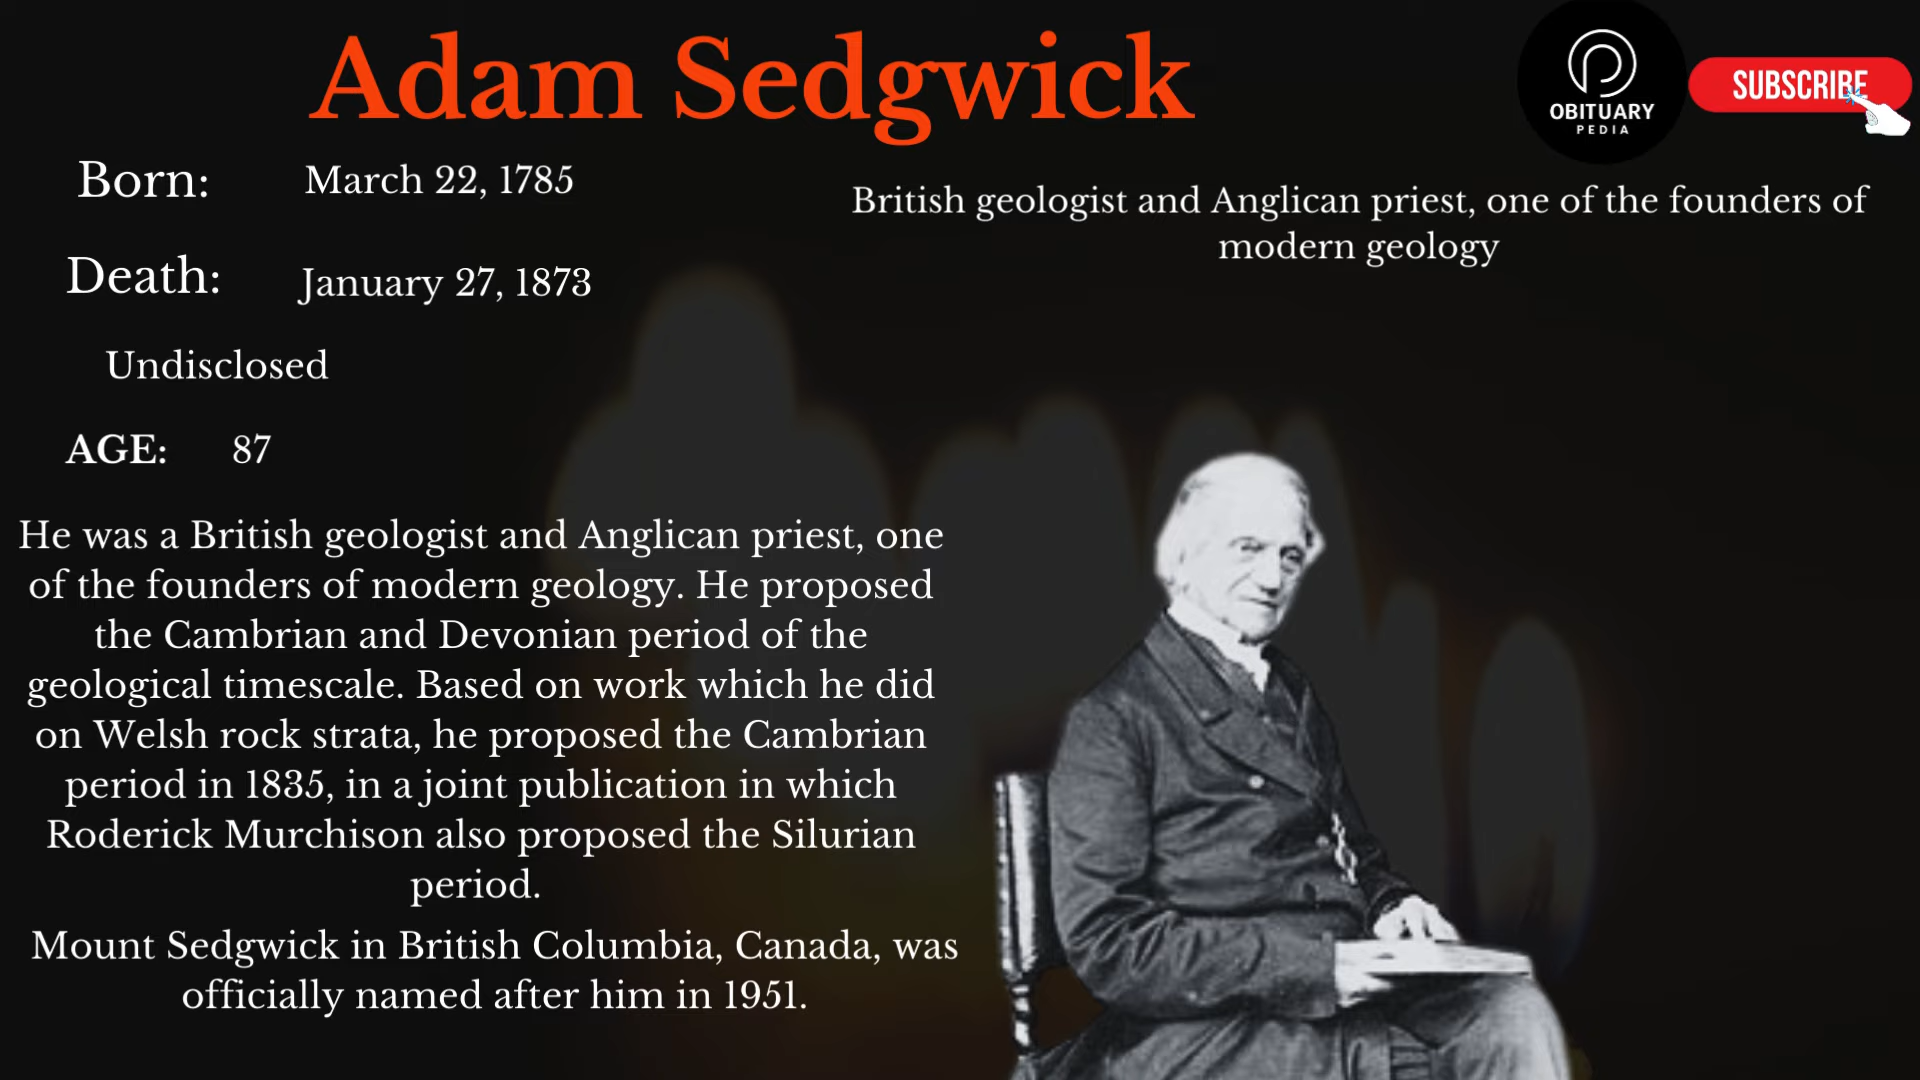 Adam Sedgwick
OBITUARY
PEDIA
SUBSCRIBE
Born: March 22, 1785
British geologist and Anglican priest, one of the founders of
modern geology
Death: January 27, 1873
Undisclosed
AGE: 87
He was a British geologist and Anglican priest, one
of the founders of modern geology. He proposed
the Cambrian and Devonian period of the
geological timescale. Based on work which he did
on Welsh rock strata, he proposed the Cambrian
period in 1835, in a joint publication in which
Roderick Murchison also proposed the Silurian
period.
Mount Sedgwick in British Columbia, Canada, was
officially named after him in 1951.